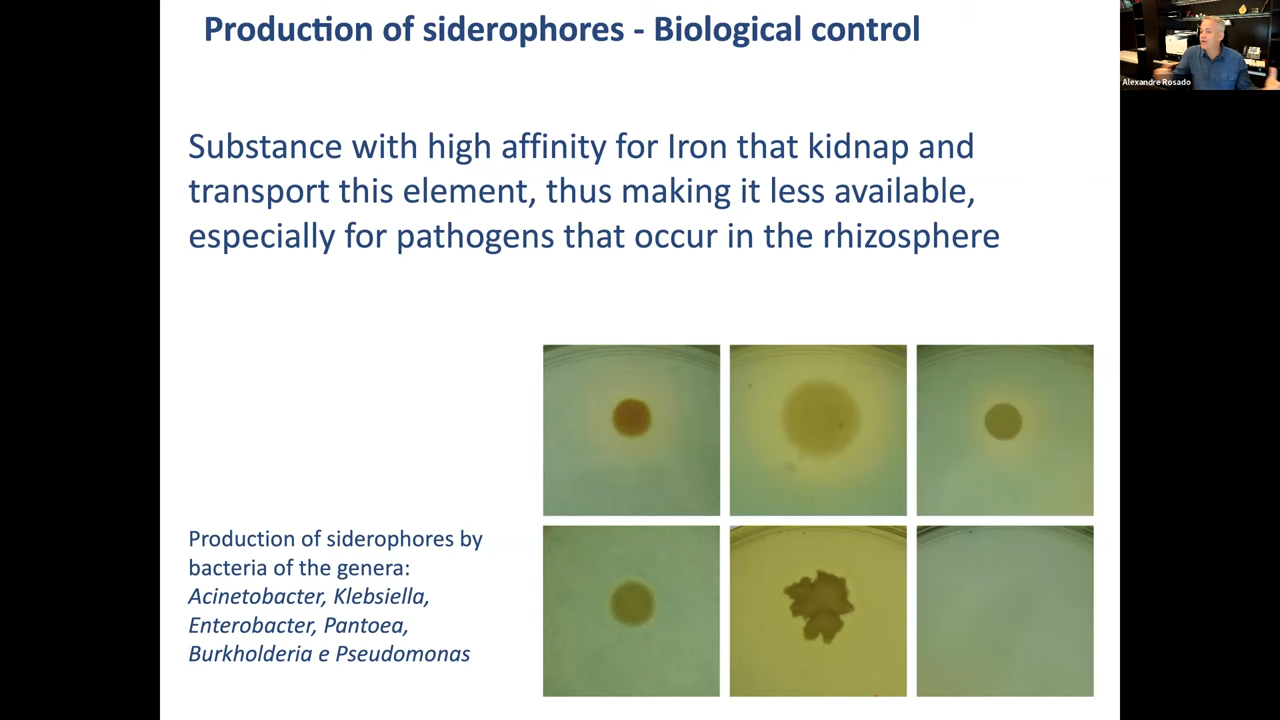 Production of siderophores - Biological control
Alexandre Rosado
Substance with high affinity for Iron that kidnap and
transport this element, thus making it less available,
especially for pathogens that occur in the rhizosphere
Production of siderophores by
bacteria of the genera:
Acinetobacter, Klebsiella,
Enterobacter, Pantoea,
Burkholderia e Pseudomonas